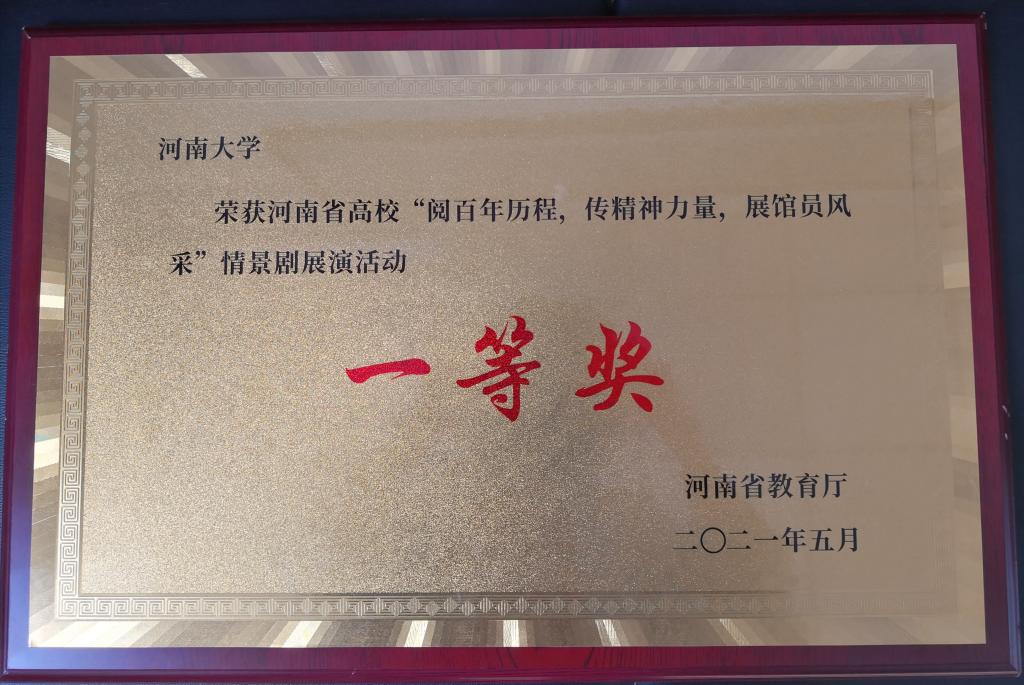 河南大学
荣获河南省高校“阅百年历程，传精神力量，展馆员风
采”情景剧展演活动
一等奖
河南省教育厅
二〇二一年五月